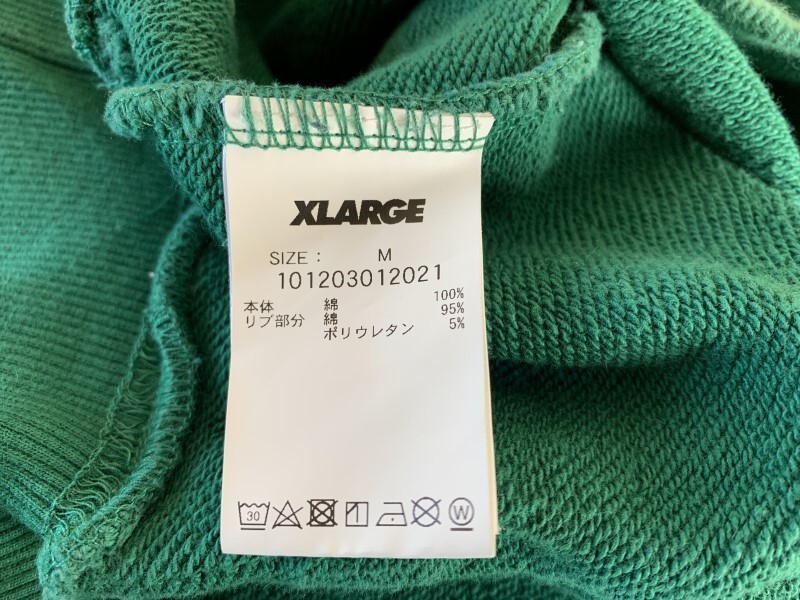 XLARGE
SIZE : M
101203012021
本体 綿 100%
リブ部分 綿 95%
ポリウレタン 5%
30
W